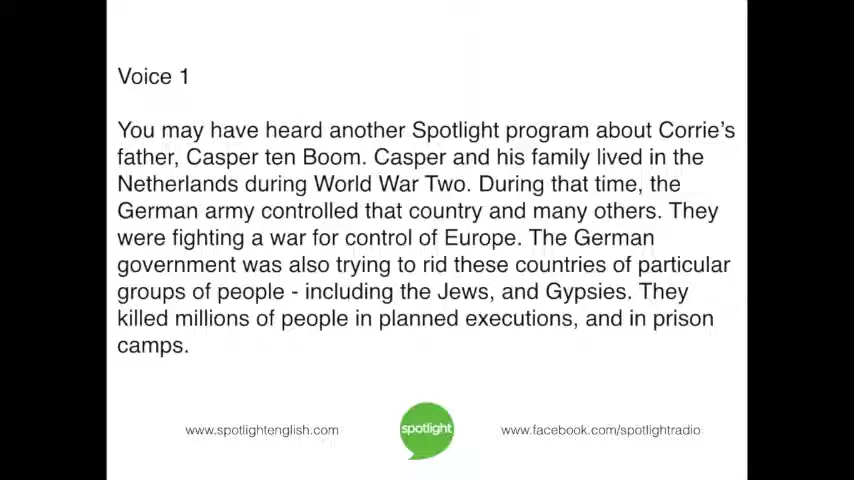 Voice 1
You may have heard another Spotlight program about Corrie's
father, Casper ten Boom. Casper and his family lived in the
Netherlands during World War Two. During that time, the
German army controlled that country and many others. They
were fighting a war for control of Europe. The German
government was also trying to rid these countries of particular
groups of people - including the Jews, and Gypsies. They
killed millions of people in planned executions, and in prison
camps.
www.spotlightenglish.com
spotlight
www.facebook.com/spotlightradio